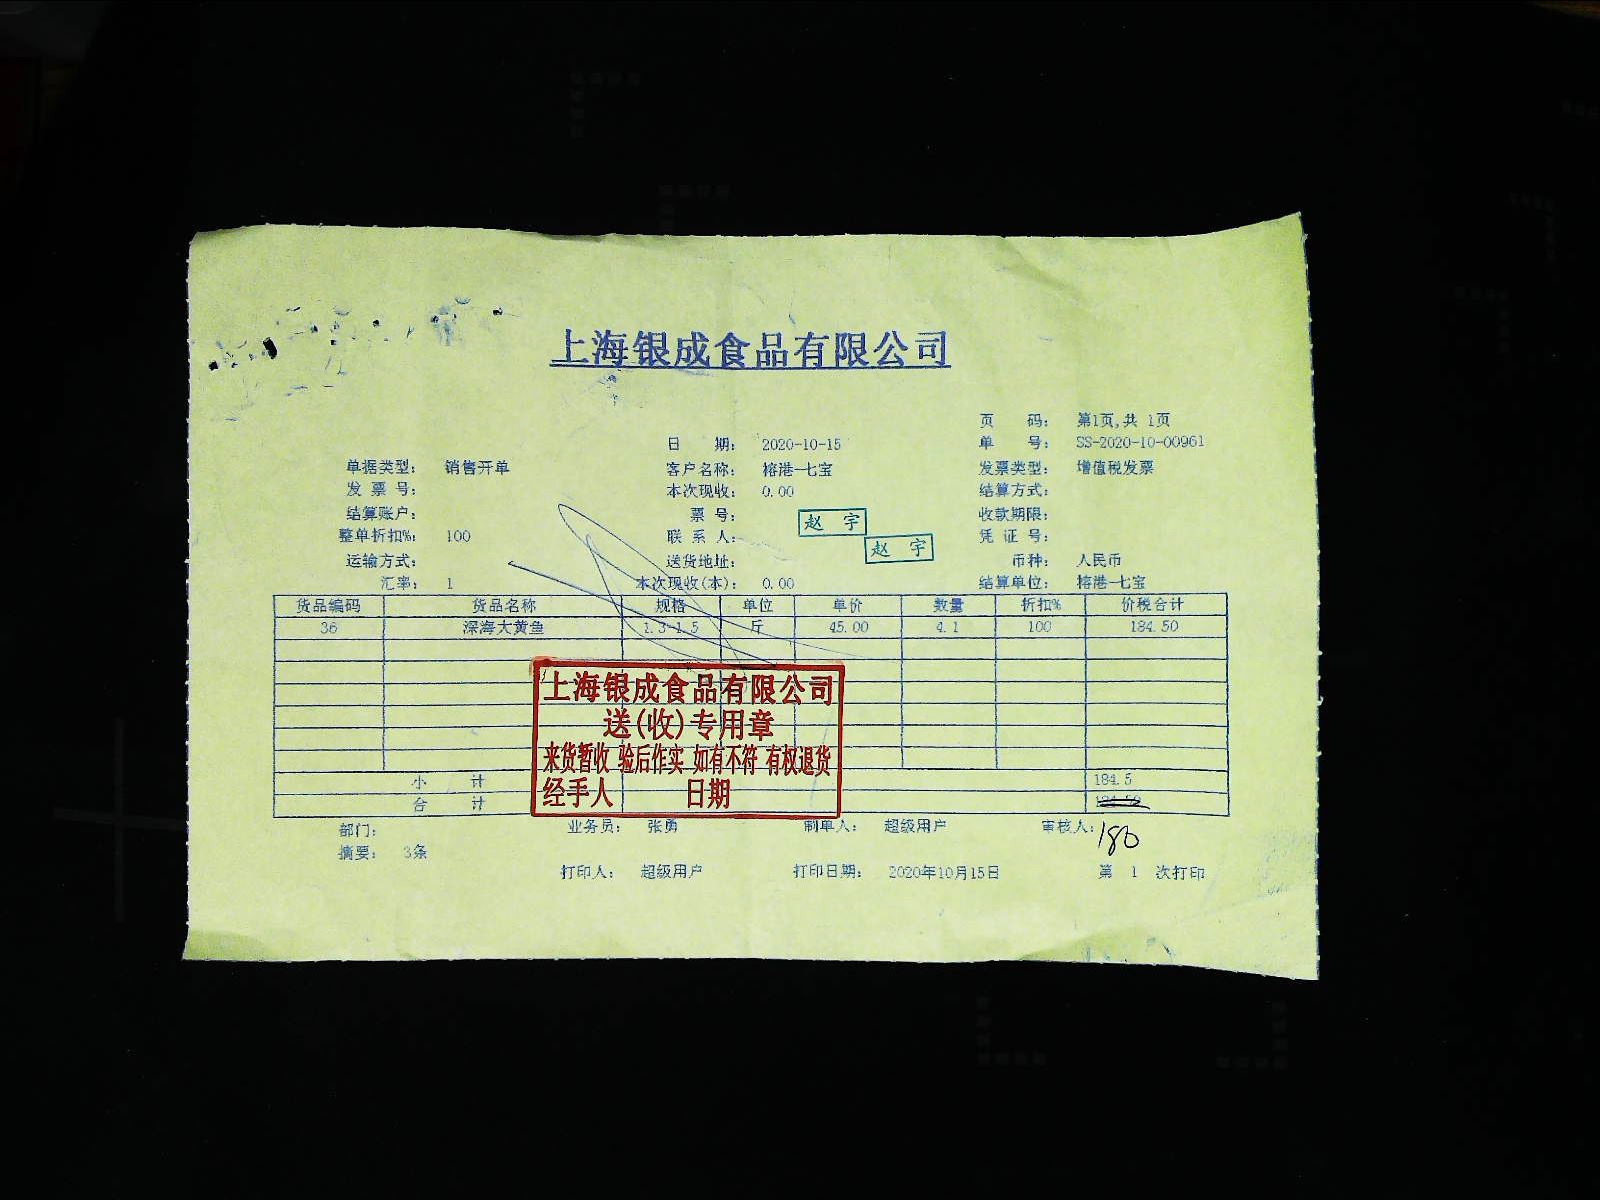 上海银成食品有限公司
页 码： 第1页,共 1页
日 期： 2020-10-15 单 号： SS-2020-10-00961
单据类型： 销售开单 客户名称： 榕港—七宝 发票类型： 增值税发票
发 票 号： 本次现收： 0.00 结算方式：
结算账户： 票 号： 收款期限：
赵 宇
整单折扣%： 100 联 系 人： 凭 证 号：
赵 宇
运输方式： 送货地址： 币种： 人民币
汇率： 1 本次现收(本)： 0.00 结算单位： 榕港—七宝
货品编码 货品名称 规格 单位 单价 数量 折扣% 价税合计
36 深海大黄鱼 1.3-1.5 斤 45.00 4.1 100 184.50
上海银成食品有限公司
送(收)专用章
来货暂收 验后作实 如有不符 有权退货
经手人 日期
小 计 184.5
合 计 184.50
部门： 业务员： 张勇 制单人： 超级用户 审核人：
180
摘要： 3条
打印人： 超级用户 打印日期： 2020年10月15日 第 1 次打印